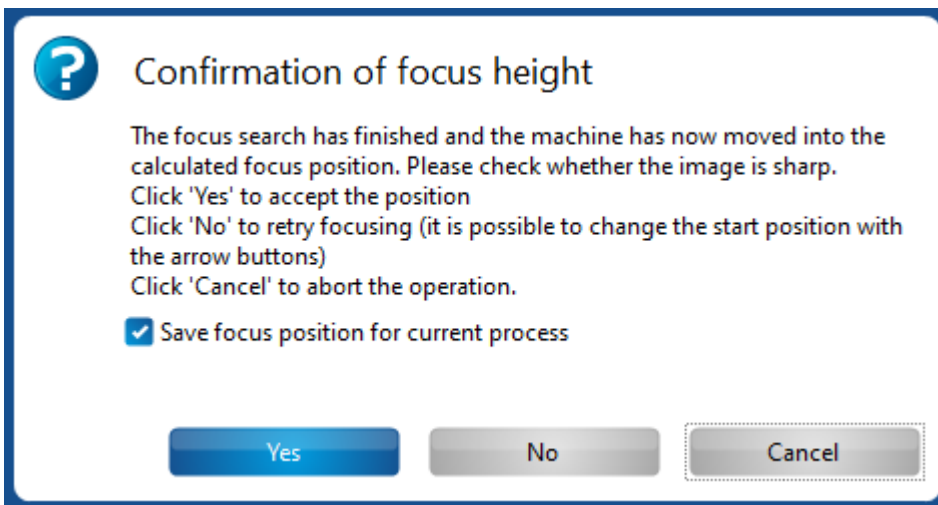 Confirmation of focus height
The focus search has finished and the machine has now moved into the
calculated focus position. Please check whether the image is sharp.
Click 'Yes' to accept the position
Click 'No' to retry focusing (it is possible to change the start position with
the arrow buttons)
Click 'Cancel' to abort the operation.
Save focus position for current process
Yes No Cancel